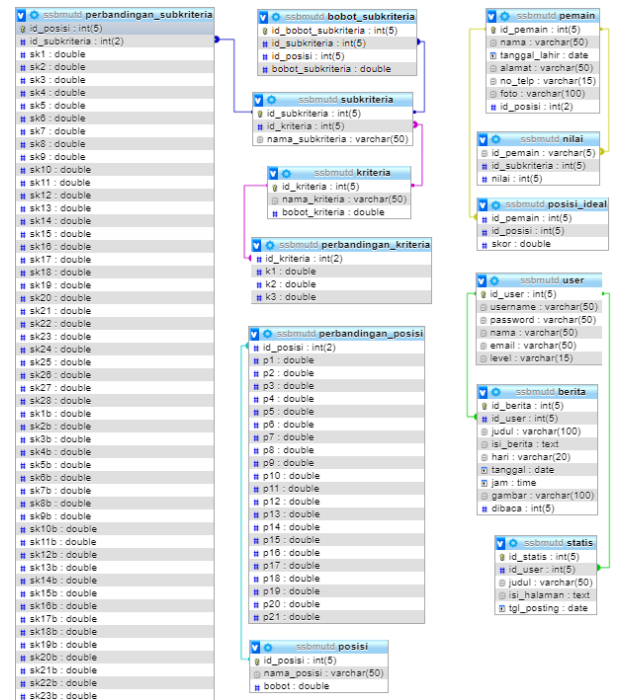 ssbmutd perbandingan_subkriteria
id_posisi : int(5)
id_subkriteria : int(2)
sk1 : double
sk2 : double
sk3 : double
sk4 : double
sk5 : double
sk6 : double
sk7 : double
sk8 : double
sk9 : double
sk10 : double
sk11 : double
sk12 : double
sk13 : double
sk14 : double
sk15 : double
sk16 : double
sk17 : double
sk18 : double
sk19 : double
sk20 : double
sk21 : double
sk22 : double
sk23 : double
sk24 : double
sk25 : double
sk26 : double
sk27 : double
sk28 : double
sk1b : double
sk2b : double
sk3b : double
sk4b : double
sk5b : double
sk6b : double
sk7b : double
sk8b : double
sk9b : double
sk10b : double
sk11b : double
sk12b : double
sk13b : double
sk14b : double
sk15b : double
sk16b : double
sk17b : double
sk18b : double
sk19b : double
sk20b : double
sk21b : double
sk22b : double
sk23b : double
ssbmutd bobot_subkriteria
id_bobot_subkriteria : int(5)
id_subkriteria : int(5)
id_posisi : int(5)
bobot_subkriteria : double
ssbmutd subkriteria
id_subkriteria : int(5)
id_kriteria : int(5)
nama_subkriteria : varchar(50)
ssbmutd kriteria
id_kriteria : int(5)
nama_kriteria : varchar(50)
bobot_kriteria : double
ssbmutd perbandingan_kriteria
id_kriteria : int(2)
k1 : double
k2 : double
k3 : double
ssbmutd perbandingan_posisi
id_posisi : int(2)
p1 : double
p2 : double
p3 : double
p4 : double
p5 : double
p6 : double
p7 : double
p8 : double
p9 : double
p10 : double
p11 : double
p12 : double
p13 : double
p14 : double
p15 : double
p16 : double
p17 : double
p18 : double
p19 : double
p20 : double
p21 : double
ssbmutd posisi
id_posisi : int(5)
nama_posisi : varchar(50)
bobot : double
ssbmutd pemain
id_pemain : int(5)
nama : varchar(50)
tanggal_lahir : date
alamat : varchar(50)
no_telp : varchar(15)
foto : varchar(100)
id_posisi : int(2)
ssbmutd nilai
id_pemain : varchar(5)
id_subkriteria : int(5)
nilai : int(5)
ssbmutd posisi_ideal
id_pemain : int(5)
id_posisi : int(5)
skor : double
ssbmutd user
id_user : int(5)
username : varchar(50)
password : varchar(50)
nama : varchar(50)
email : varchar(50)
level : varchar(15)
ssbmutd berita
id_berita : int(5)
id_user : int(5)
judul : varchar(100)
isi_berita : text
hari : varchar(20)
tanggal : date
jam : time
gambar : varchar(100)
dibaca : int(5)
ssbmutd statis
id_statis : int(5)
id_user : int(5)
judul : varchar(50)
isi_halaman : text
tgl_posting : date